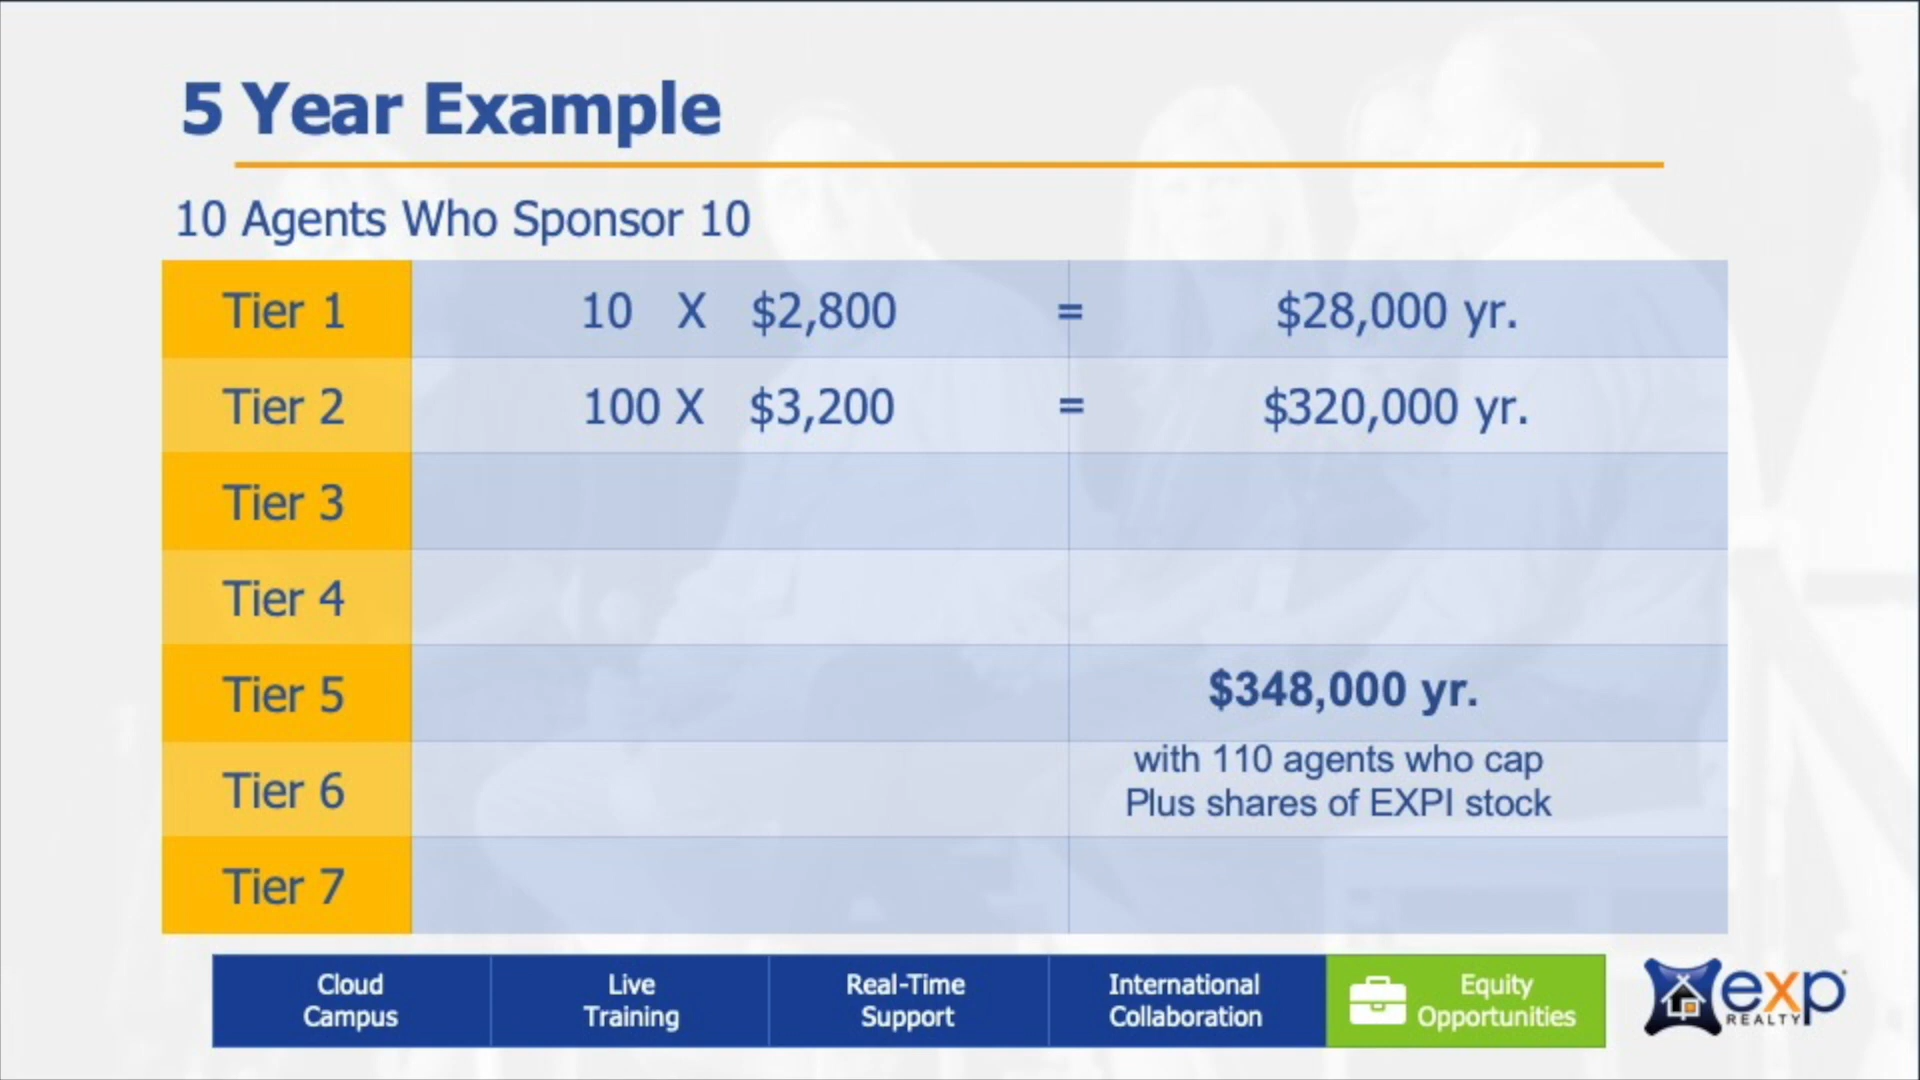 5 Year Example
10 Agents Who Sponsor 10
Tier 1 10 X $2,800 = $28,000 yr.
Tier 2 100 X $3,200 = $320,000 yr.
Tier 3
Tier 4
Tier 5 $348,000 yr.
Tier 6 with 110 agents who cap
Plus shares of EXPI stock
Tier 7
Cloud
Campus
Live
Training
Real-Time
Support
International
Collaboration
Equity
Opportunities
exp
REALTY